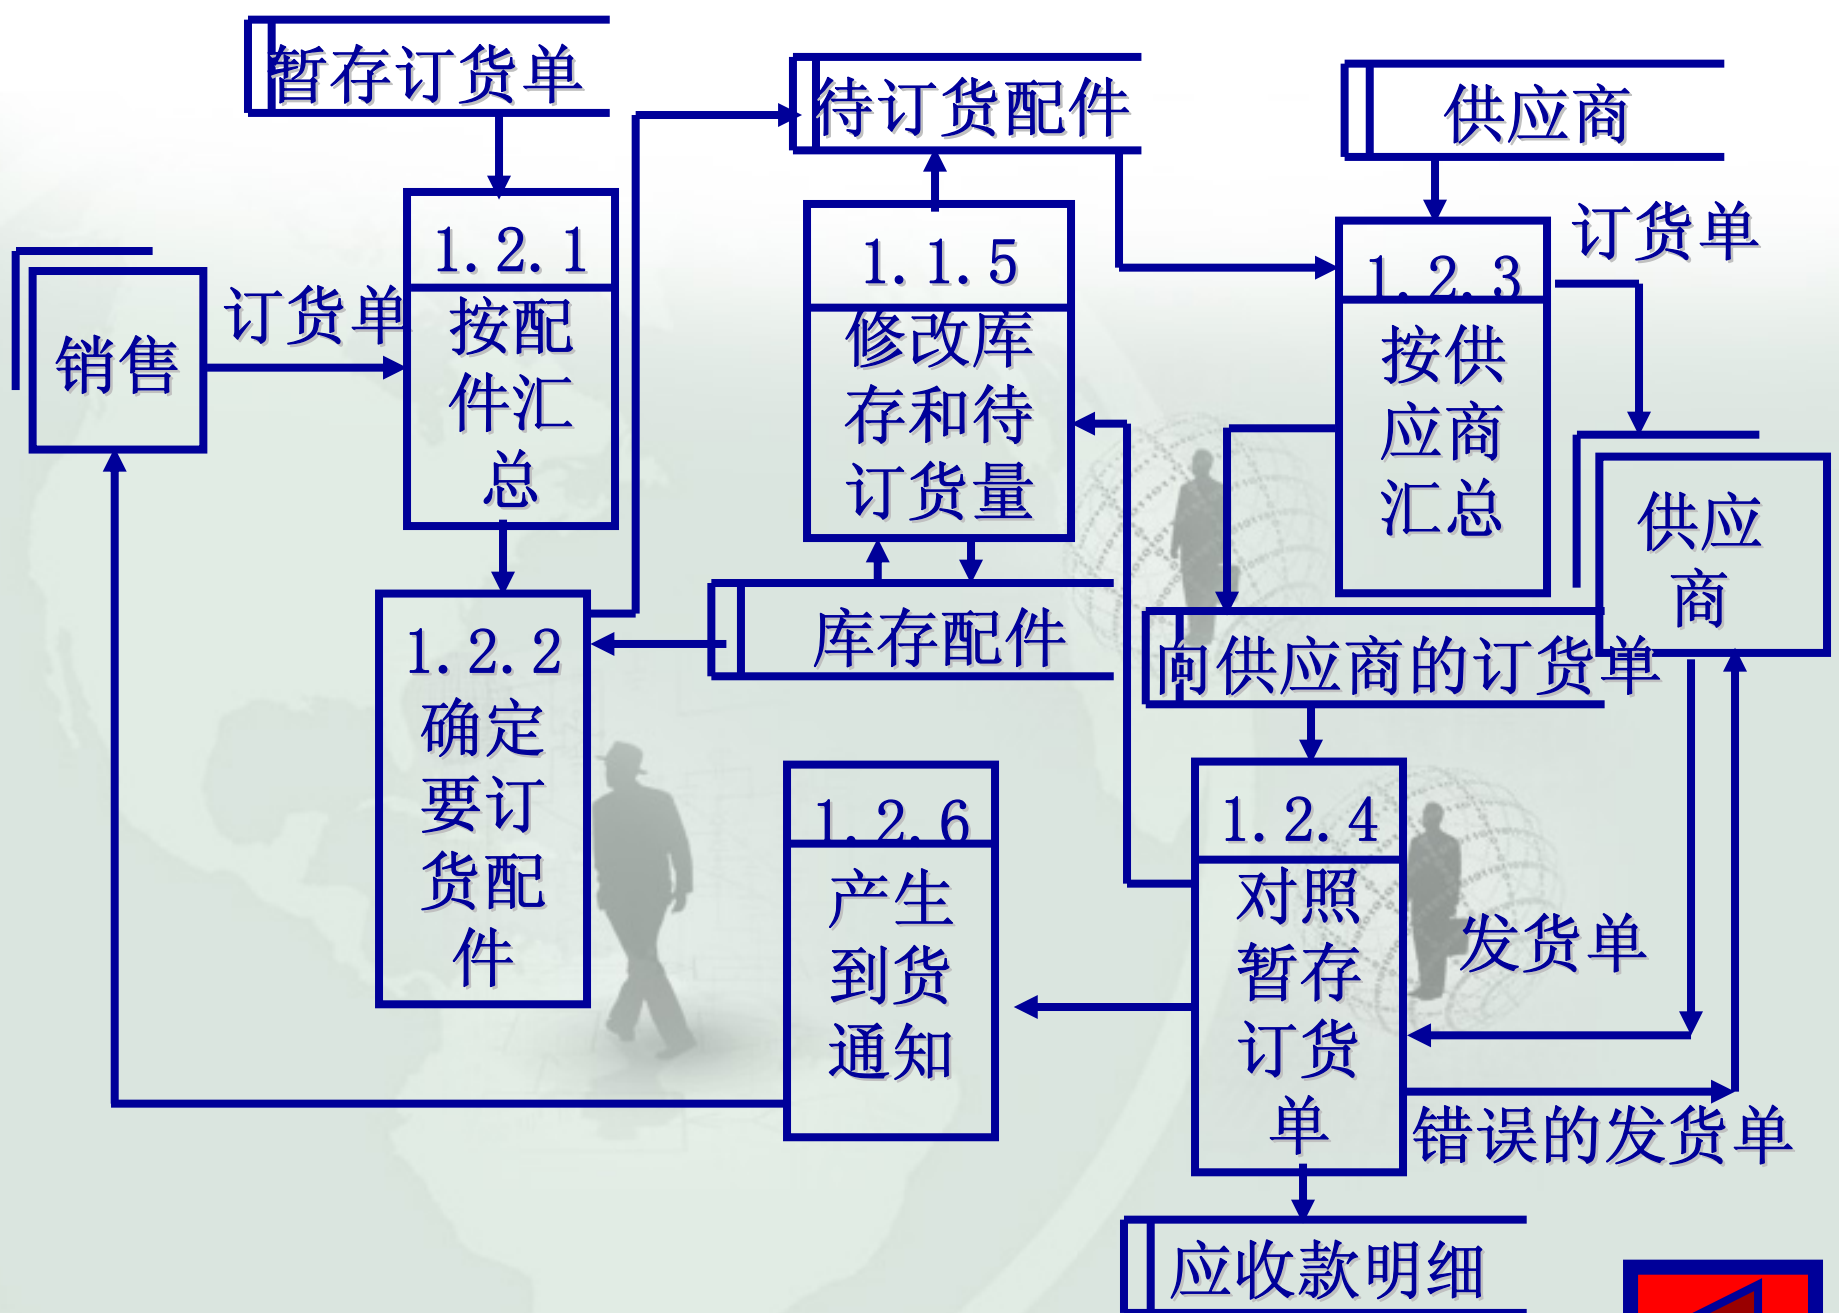 暂存订货单
待订货配件
供应商
订货单
1.2.1
按配
件汇
总
1.1.5
修改库
存和待
订货量
1.2.3
按供
应商
汇总
销售
订货单
供应
商
库存配件
向供应商的订货单
1.2.2
确定
要订
货配
件
1.2.6
产生
到货
通知
1.2.4
对照
暂存
订货
单
发货单
错误的发货单
应收款明细